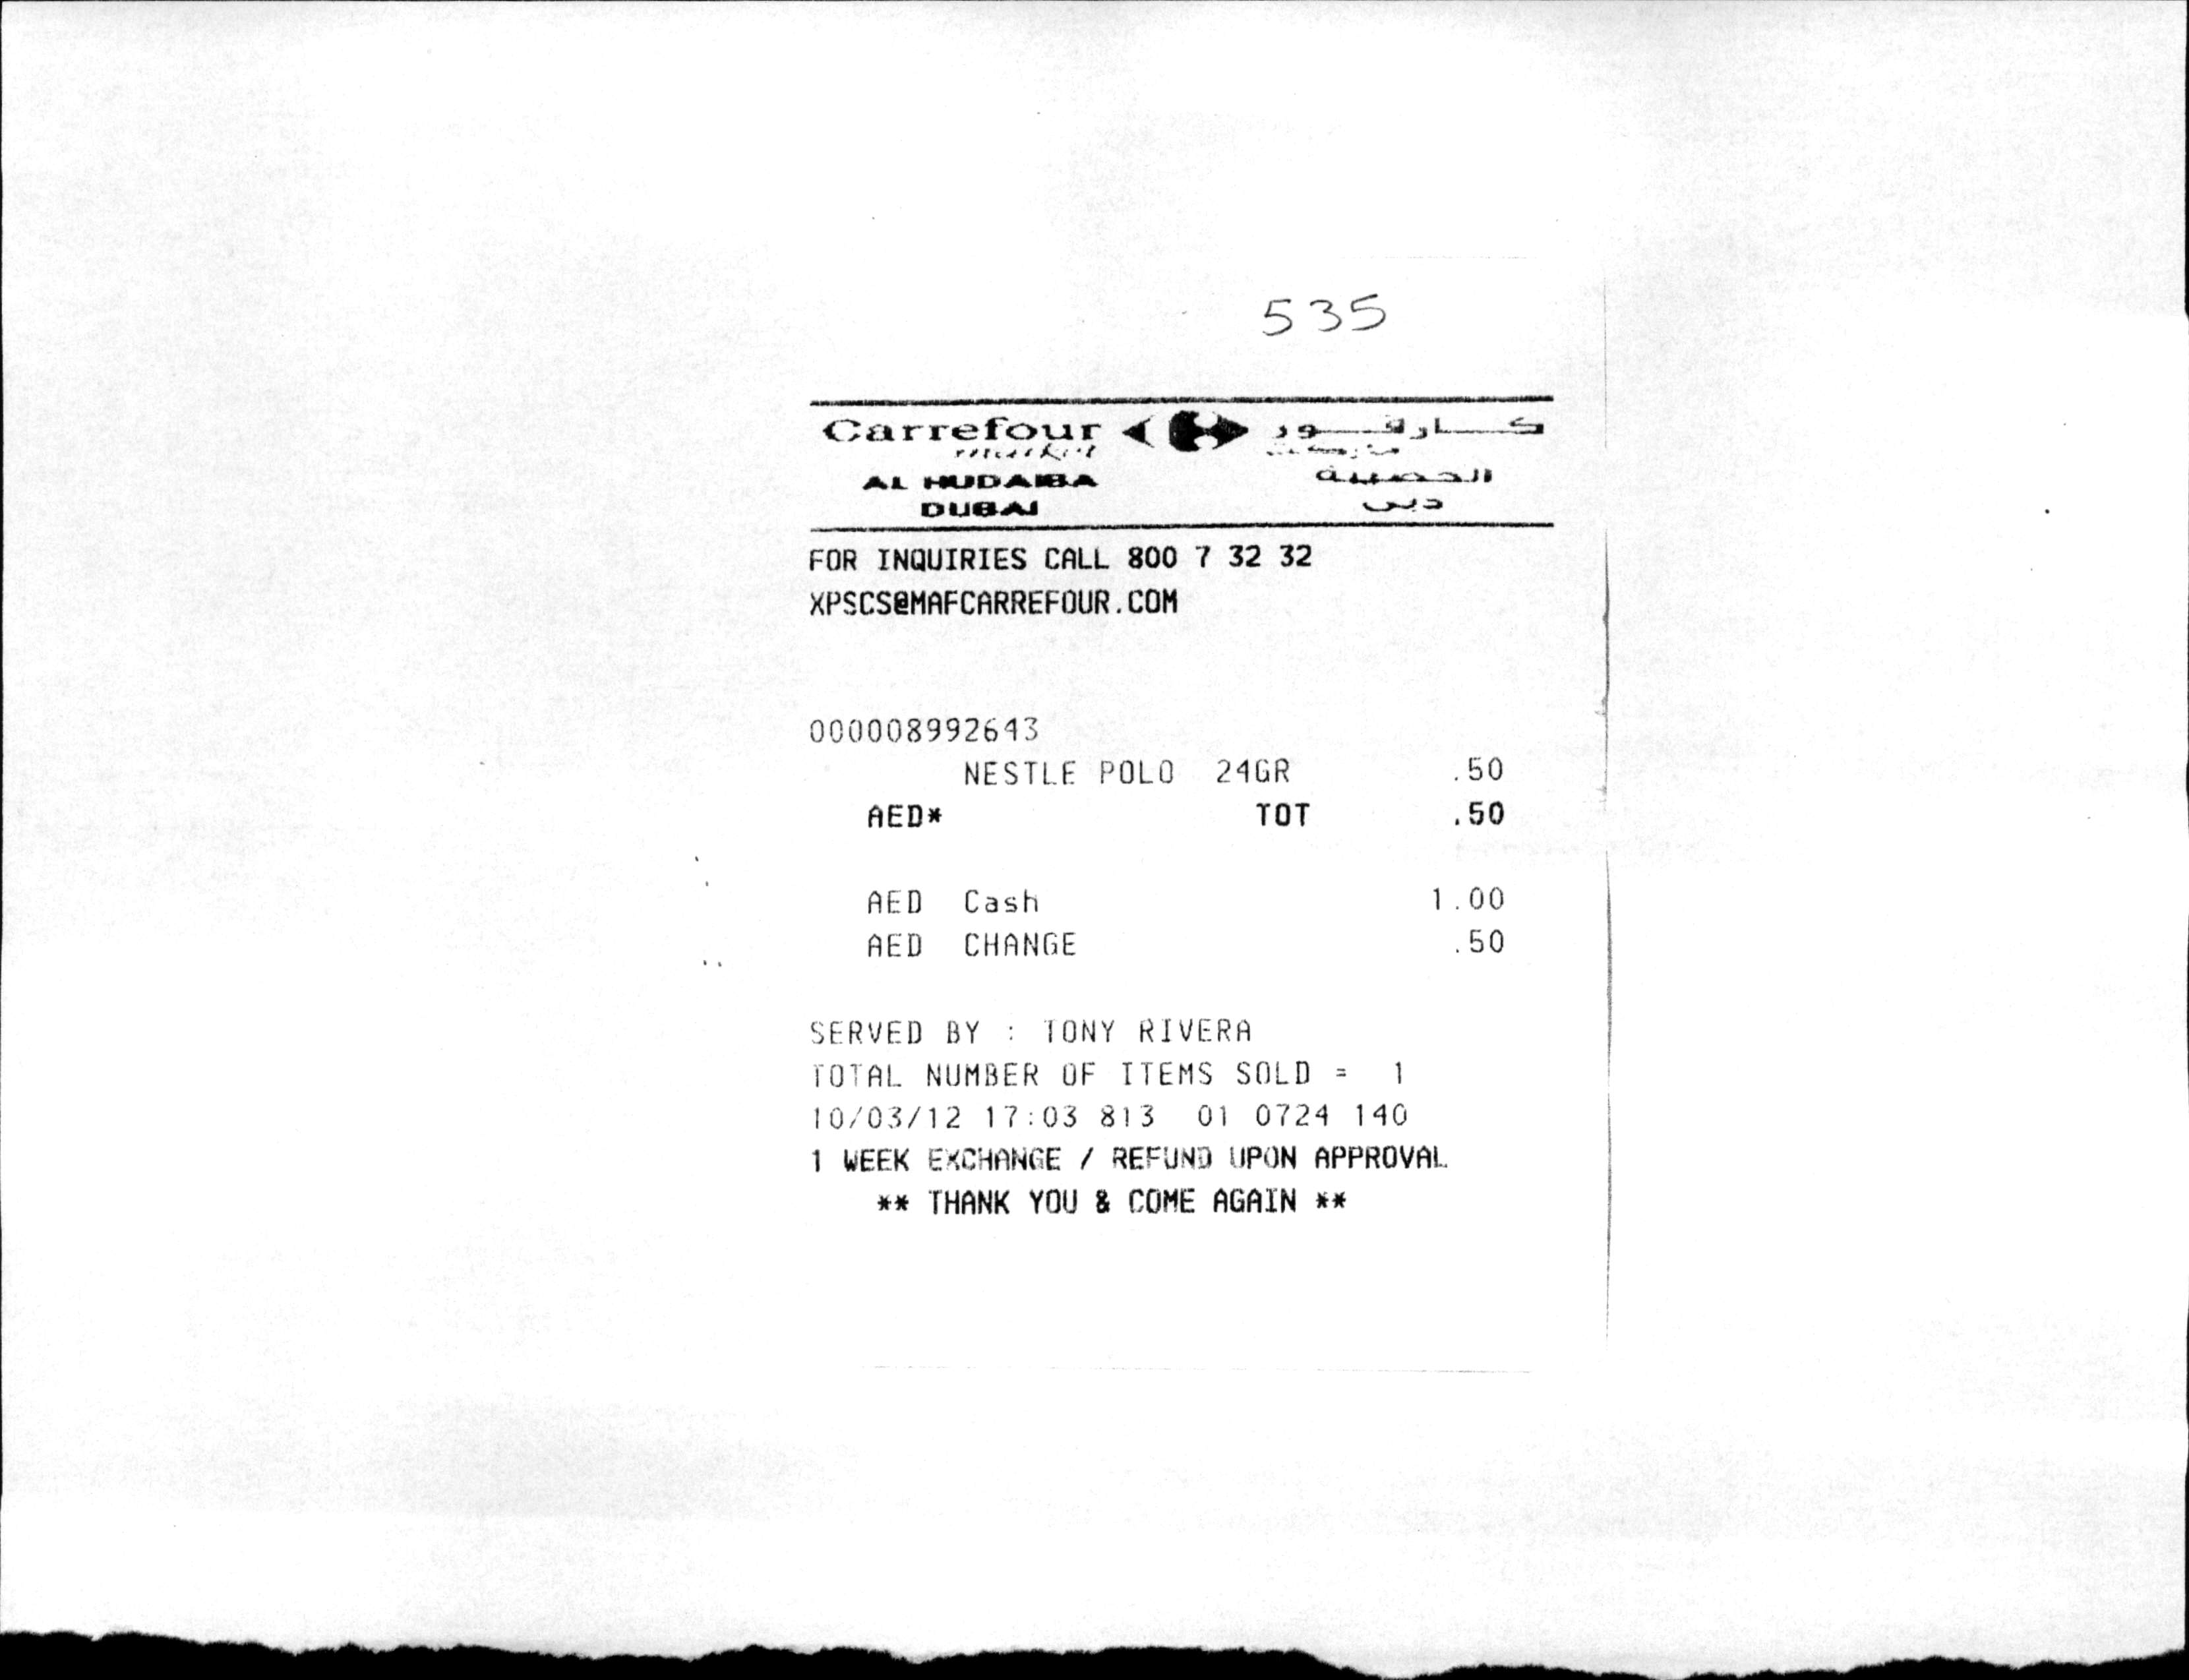 535
Carrefour كارفور
market ماركت
AL HUDAIBA الحضيبة
DUBAI دبي
FOR INQUIRIES CALL 800 7 32 32
XPSCS@MAFCARREFOUR.COM
000008992643
NESTLE POLO 24GR .50
AED* TOT .50
AED Cash 1.00
AED CHANGE .50
SERVED BY : TONY RIVERA
TOTAL NUMBER OF ITEMS SOLD = 1
10/03/12 17:03 813 01 0724 140
1 WEEK EXCHANGE / REFUND UPON APPROVAL
** THANK YOU & COME AGAIN **